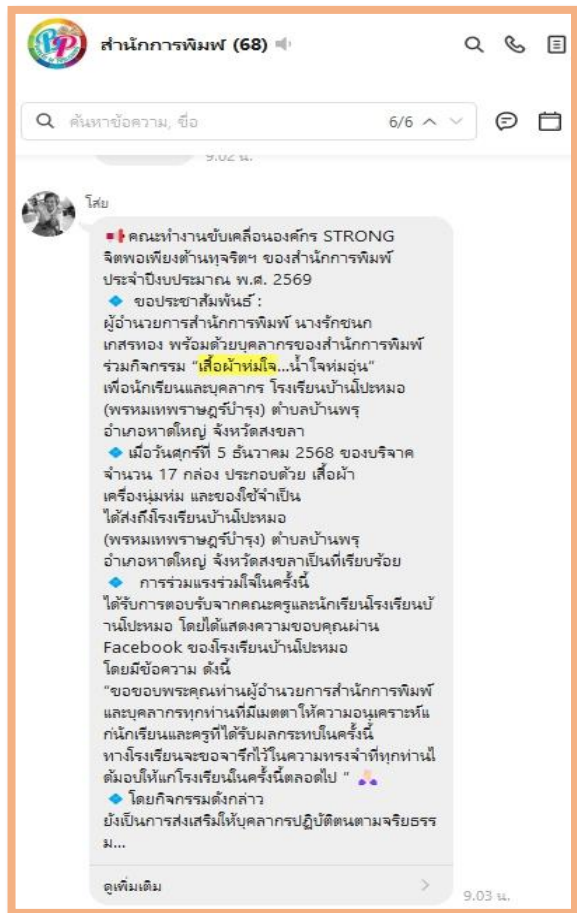 สำนักการพิมพ์ (68)
ค้นหาข้อความ, ชื่อ 6/6
9.02 น.
โส่ย
คณะทำงานขับเคลื่อนองค์กร STRONG
จิตพอเพียงต้านทุจริตฯ ของสำนักการพิมพ์
ประจำปีงบประมาณ พ.ศ. 2569
ขอประชาสัมพันธ์ :
ผู้อำนวยการสำนักการพิมพ์ นางรักชนก
เกสรทอง พร้อมด้วยบุคลากรของสำนักการพิมพ์
ร่วมกิจกรรม “เสื้อผ้าห่มใจ...น้ำใจห่มอุ่น“
เพื่อนักเรียนและบุคลากร โรงเรียนบ้านโปะหมอ
(พรหมเทพราษฎร์บำรุง) ตำบลบ้านพรุ
อำเภอหาดใหญ่ จังหวัดสงขลา
เมื่อวันศุกร์ที่ 5 ธันวาคม 2568 ของบริจาค
จำนวน 17 กล่อง ประกอบด้วย เสื้อผ้า
เครื่องนุ่มห่ม และของใช้จำเป็น
ได้ส่งถึงโรงเรียนบ้านโปะหมอ
(พรหมเทพราษฎร์บำรุง) ตำบลบ้านพรุ
อำเภอหาดใหญ่ จังหวัดสงขลาเป็นที่เรียบร้อย
การร่วมแรงร่วมใจในครั้งนี้
ได้รับการตอบรับจากคณะครูและนักเรียนโรงเรียนบ้
านโปะหมอ โดยได้แสดงความขอบคุณผ่าน
Facebook ของโรงเรียนบ้านโปะหมอ
โดยมีข้อความ ดังนี้
“ขอขอบพระคุณท่านผู้อำนวยการสำนักการพิมพ์
และบุคลากรทุกท่านที่มีเมตตาให้ความอนุเคราะห์แ
ก่นักเรียนและครูที่ได้รับผลกระทบในครั้งนี้
ทางโรงเรียนจะขอจารึกไว้ในความทรงจำที่ทุกท่านไ
ด้มอบให้แก่โรงเรียนในครั้งนี้ตลอดไป “
โดยกิจกรรมดังกล่าว
ยังเป็นการส่งเสริมให้บุคลากรปฏิบัติตนตามจริยธรร
ม...
ดูเพิ่มเติม
9.03 น.